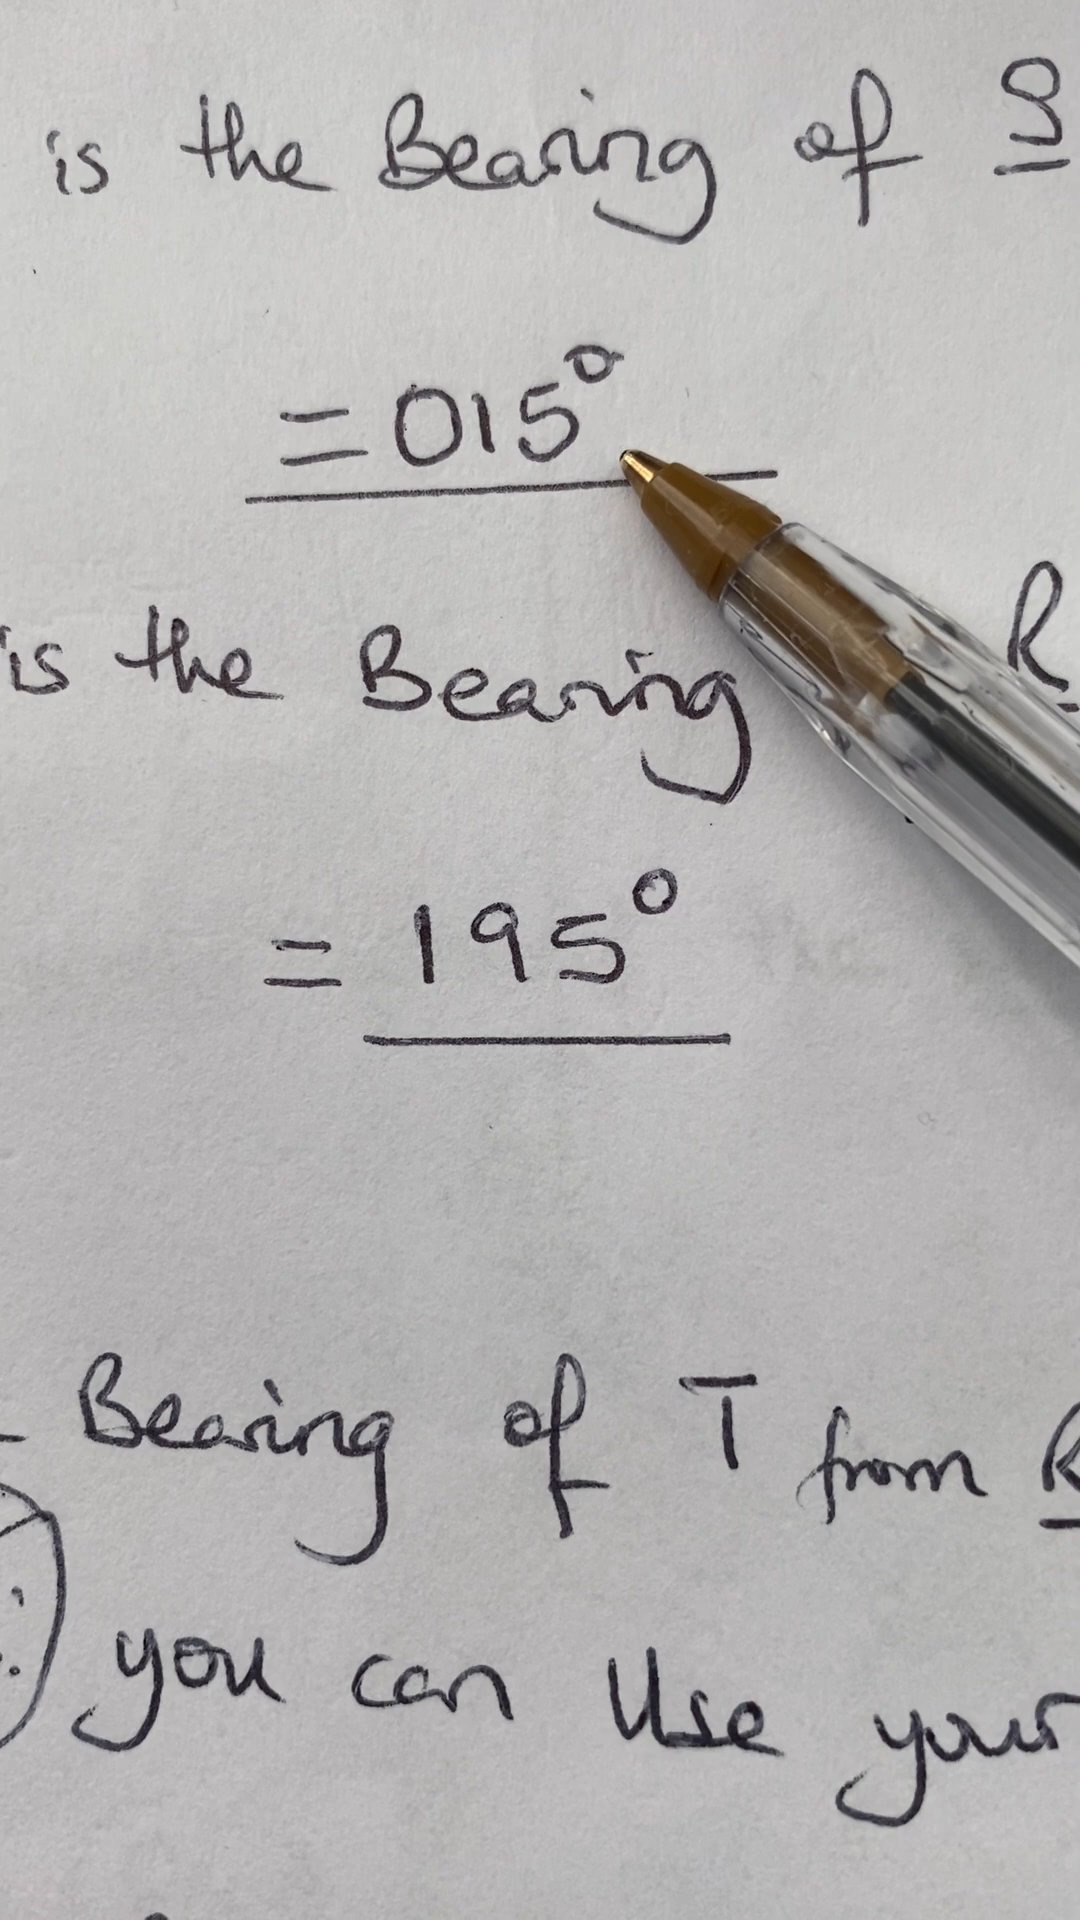 is the Bearing of S
= 015°
is the Bearing R
= 195°
Bearing of T from R
you can Use your